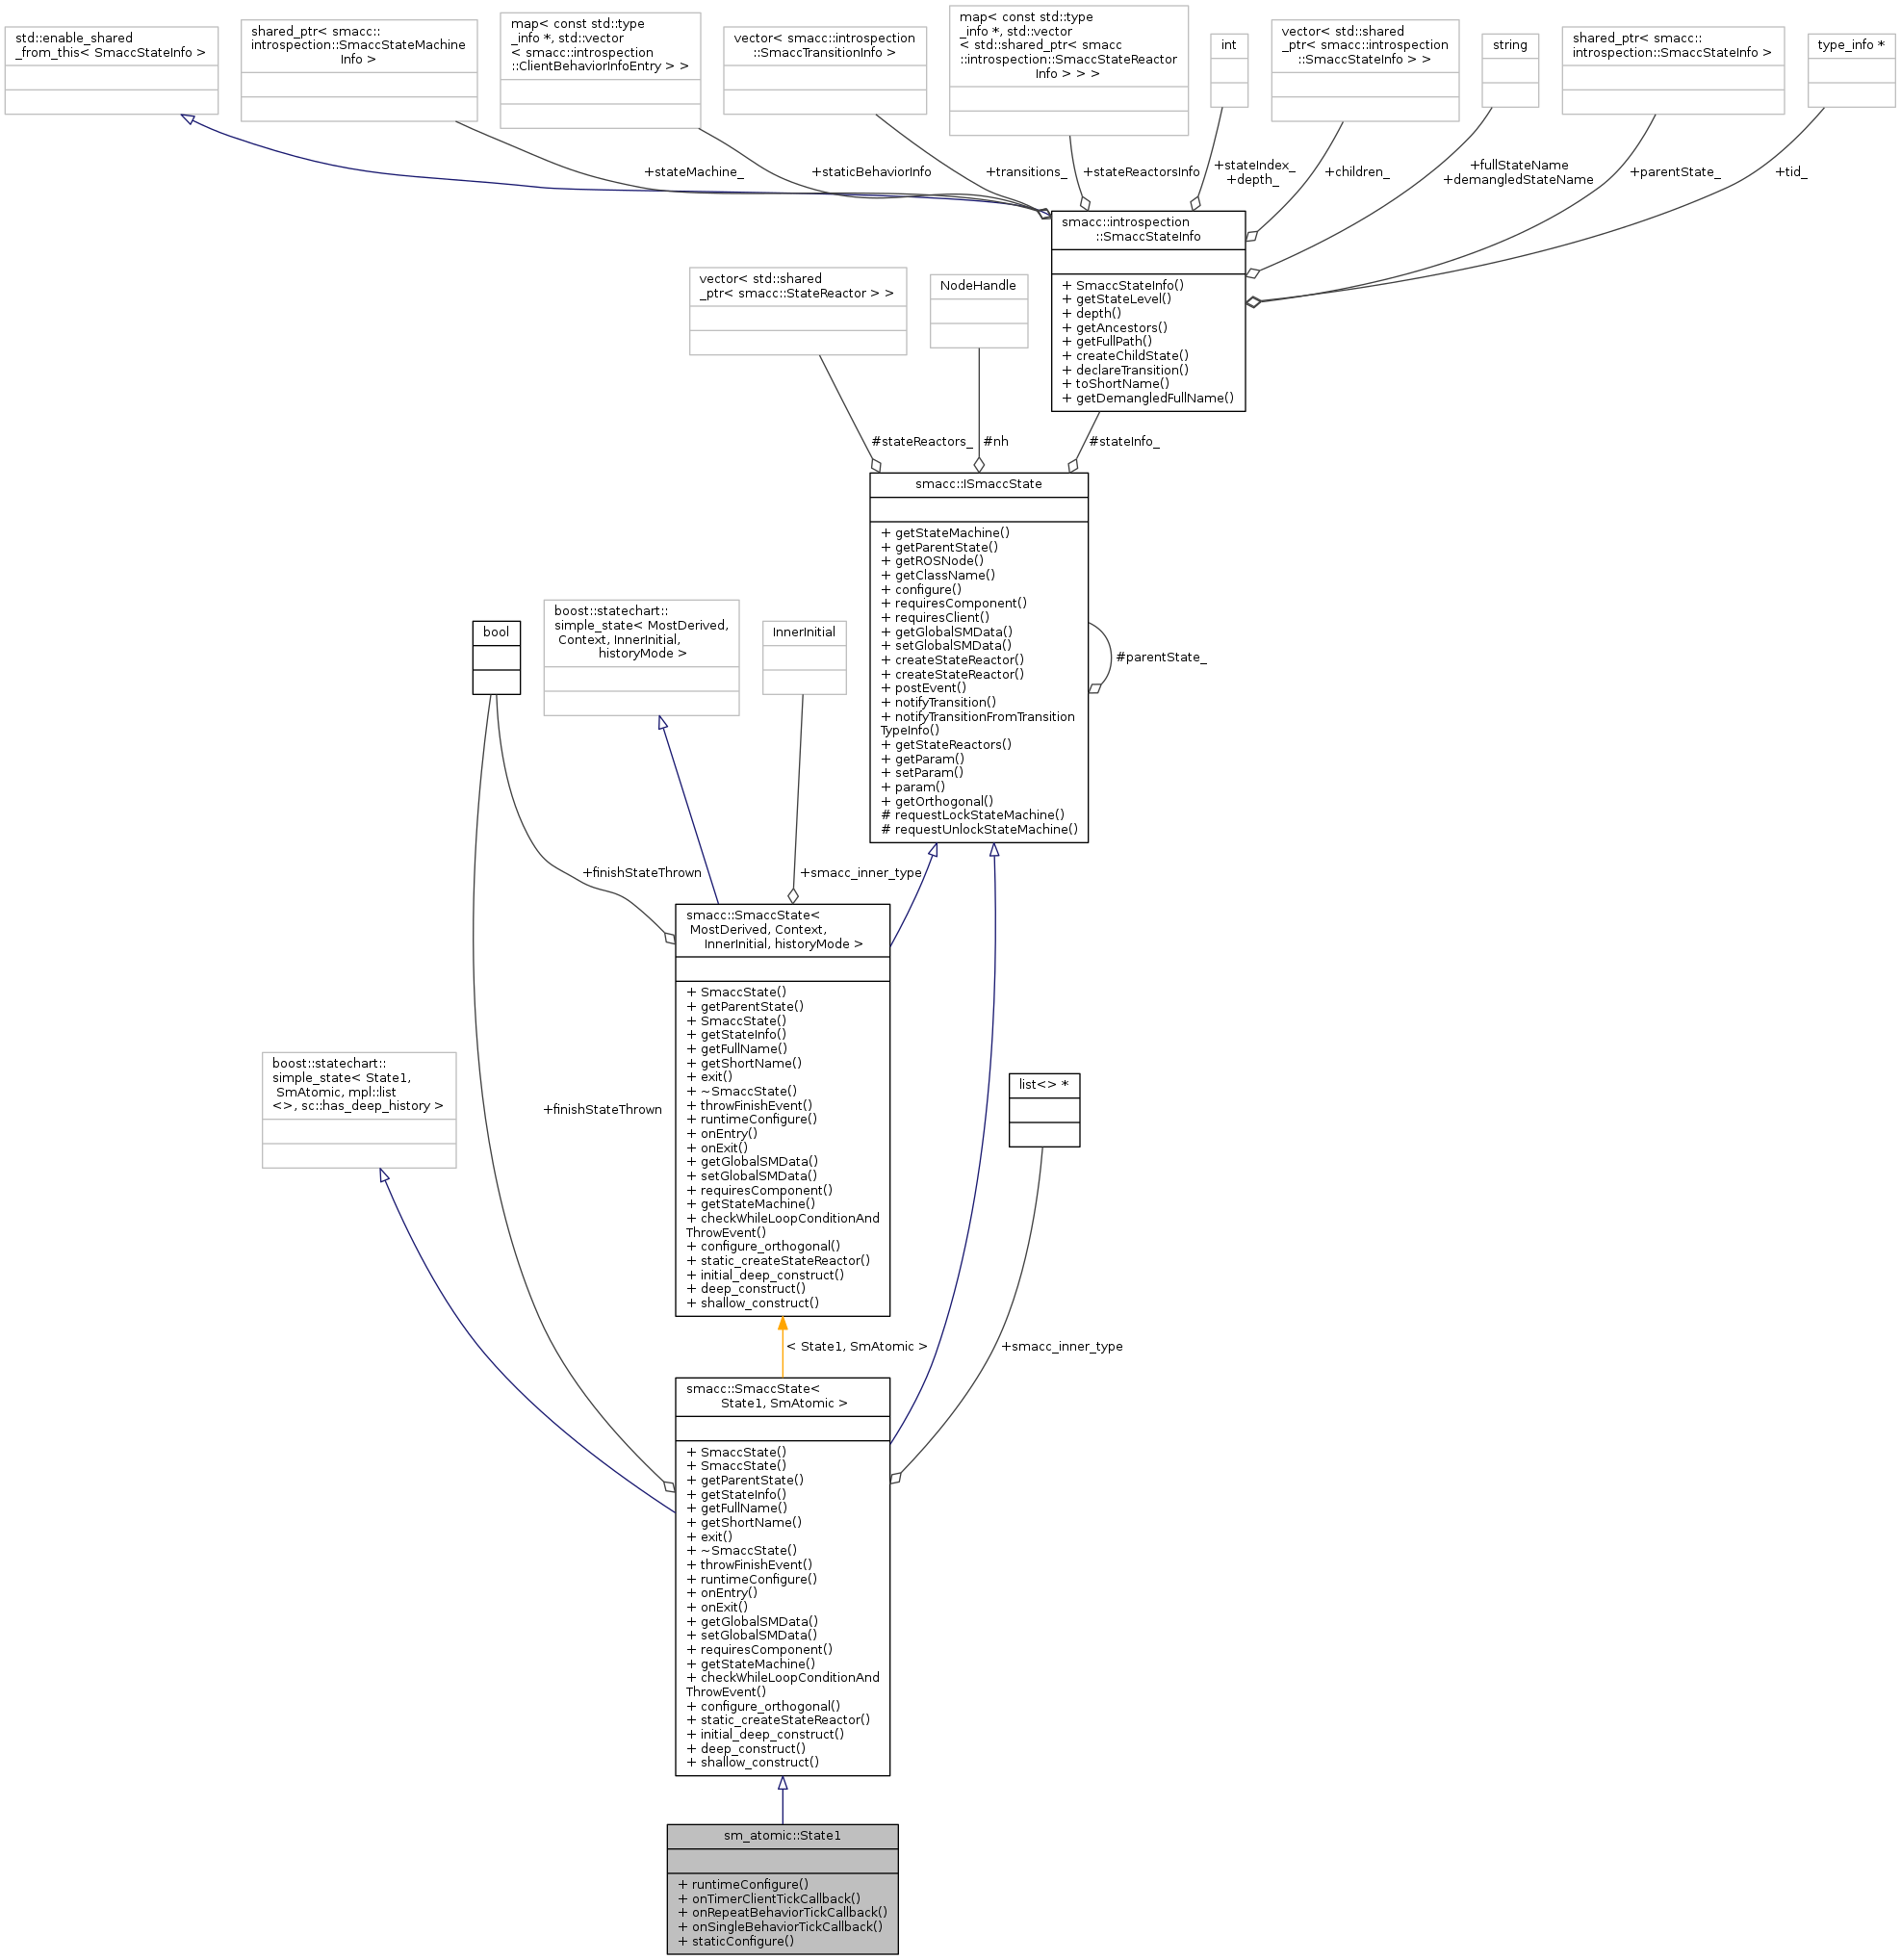 std::enable_shared
_from_this< SmaccStateInfo >
shared_ptr< smacc::
introspection::SmaccStateMachine
Info >
map< const std::type
_info *, std::vector
< smacc::introspection
::ClientBehaviorInfoEntry > >
vector< smacc::introspection
::SmaccTransitionInfo >
map< const std::type
_info *, std::vector
< std::shared_ptr< smacc
::introspection::SmaccStateReactor
Info > > >
int
vector< std::shared
_ptr< smacc::introspection
::SmaccStateInfo > >
string
shared_ptr< smacc::
introspection::SmaccStateInfo >
type_info *
+stateMachine_
+staticBehaviorInfo
+transitions_
+stateReactorsInfo
+stateIndex_
+depth_
+children_
+fullStateName
+demangledStateName
+parentState_
+tid_
smacc::introspection
::SmaccStateInfo
+ SmaccStateInfo()
+ getStateLevel()
+ depth()
+ getAncestors()
+ getFullPath()
+ createChildState()
+ declareTransition()
+ toShortName()
+ getDemangledFullName()
vector< std::shared
_ptr< smacc::StateReactor > >
NodeHandle
#stateReactors_
#nh
#stateInfo_
smacc::ISmaccState
+ getStateMachine()
+ getParentState()
+ getROSNode()
+ getClassName()
+ configure()
+ requiresComponent()
+ requiresClient()
+ getGlobalSMData()
+ setGlobalSMData()
+ createStateReactor()
+ createStateReactor()
+ postEvent()
+ notifyTransition()
+ notifyTransitionFromTransition
TypeInfo()
+ getStateReactors()
+ getParam()
+ setParam()
+ param()
+ getOrthogonal()
# requestLockStateMachine()
# requestUnlockStateMachine()
#parentState_
bool
boost::statechart::
simple_state< MostDerived,
Context, InnerInitial,
historyMode >
InnerInitial
+finishStateThrown
+smacc_inner_type
smacc::SmaccState<
MostDerived, Context,
InnerInitial, historyMode >
+ SmaccState()
+ getParentState()
+ SmaccState()
+ getStateInfo()
+ getFullName()
+ getShortName()
+ exit()
+ ~SmaccState()
+ throwFinishEvent()
+ runtimeConfigure()
+ onEntry()
+ onExit()
+ getGlobalSMData()
+ setGlobalSMData()
+ requiresComponent()
+ getStateMachine()
+ checkWhileLoopConditionAnd
ThrowEvent()
+ configure_orthogonal()
+ static_createStateReactor()
+ initial_deep_construct()
+ deep_construct()
+ shallow_construct()
boost::statechart::
simple_state< State1,
SmAtomic, mpl::list
<>, sc::has_deep_history >
+finishStateThrown
list<> *
< State1, SmAtomic >
+smacc_inner_type
smacc::SmaccState<
State1, SmAtomic >
+ SmaccState()
+ SmaccState()
+ getParentState()
+ getStateInfo()
+ getFullName()
+ getShortName()
+ exit()
+ ~SmaccState()
+ throwFinishEvent()
+ runtimeConfigure()
+ onEntry()
+ onExit()
+ getGlobalSMData()
+ setGlobalSMData()
+ requiresComponent()
+ getStateMachine()
+ checkWhileLoopConditionAnd
ThrowEvent()
+ configure_orthogonal()
+ static_createStateReactor()
+ initial_deep_construct()
+ deep_construct()
+ shallow_construct()
sm_atomic::State1
+ runtimeConfigure()
+ onTimerClientTickCallback()
+ onRepeatBehaviorTickCallback()
+ onSingleBehaviorTickCallback()
+ staticConfigure()